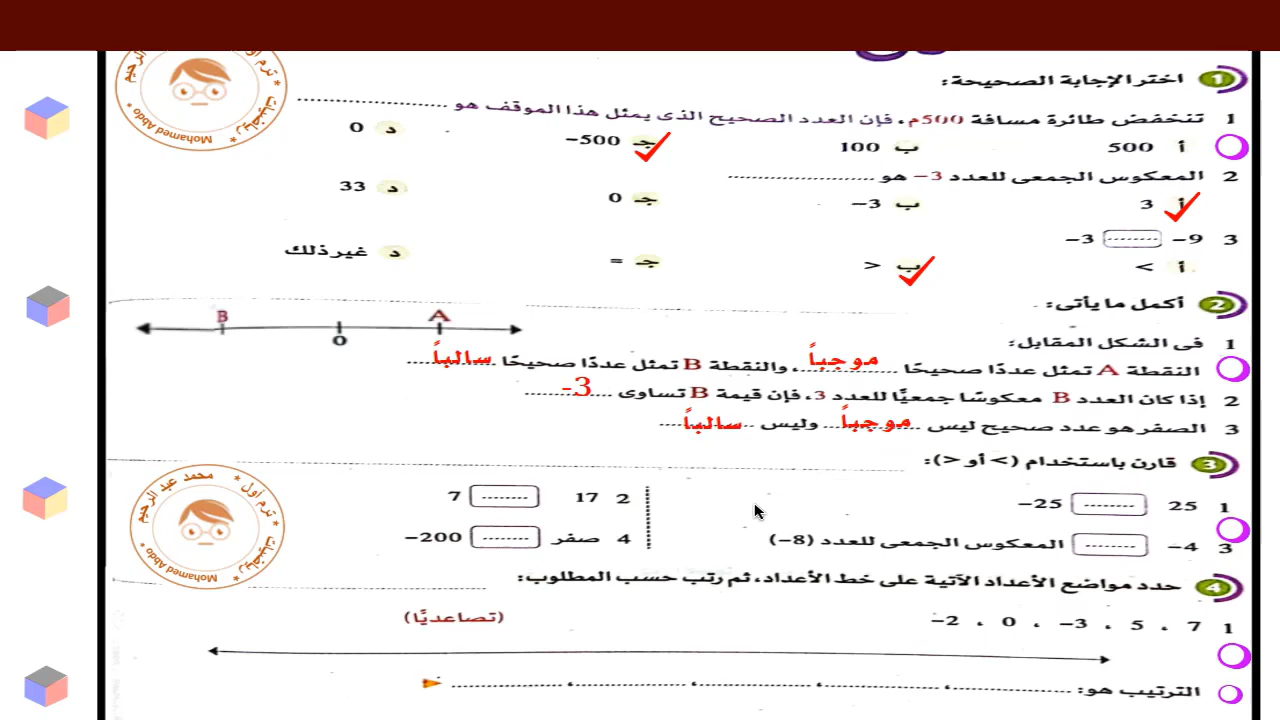 1 اختر الإجابة الصحيحة:
1 تنخفض طائرة مسافة 500م، فإن العدد الصحيح الذى يمثل هذا الموقف هو ....................
أ 500 ب 100 جـ −500 د 0
2 المعكوس الجمعى للعدد −3 هو ....................
أ 3 ب −3 جـ 0 د 33
3 −9 ........ −3
أ < ب > جـ = د غير ذلك
2 أكمل ما يأتى:
1 فى الشكل المقابل:
B 0 A
النقطة A تمثل عددًا صحيحًا موجباً، والنقطة B تمثل عددًا صحيحًا سالباً
2 إذا كان العدد B معكوسًا جمعيًّا للعدد 3، فإن قيمة B تساوى -3
3 الصفر هو عدد صحيح ليس موجباً وليس سالباً
3 قارن باستخدام (< أو >):
1 25 ........ −25
2 17 ........ 7
3 −4 ........ المعكوس الجمعى للعدد (−8)
4 صفر ........ −200
4 حدد مواضع الأعداد الآتية على خط الأعداد، ثم رتب حسب المطلوب:
1 7 ، 5 ، −3 ، 0 ، −2 (تصاعديًّا)
الترتيب هو: ........، ........، ........، ........، ........
محمد عبد الرحيم * ترم أول * رياضيات * Mohamed Abdo